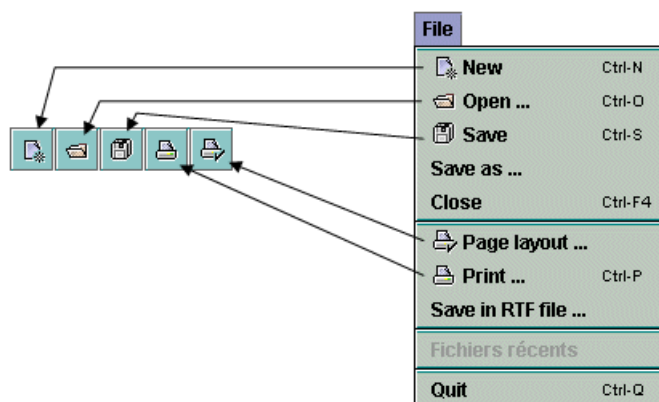 File
New Ctrl-N
Open ... Ctrl-O
Save Ctrl-S
Save as ...
Close Ctrl-F4
Page layout ...
Print ... Ctrl-P
Save in RTF file ...
Fichiers récents
Quit Ctrl-Q